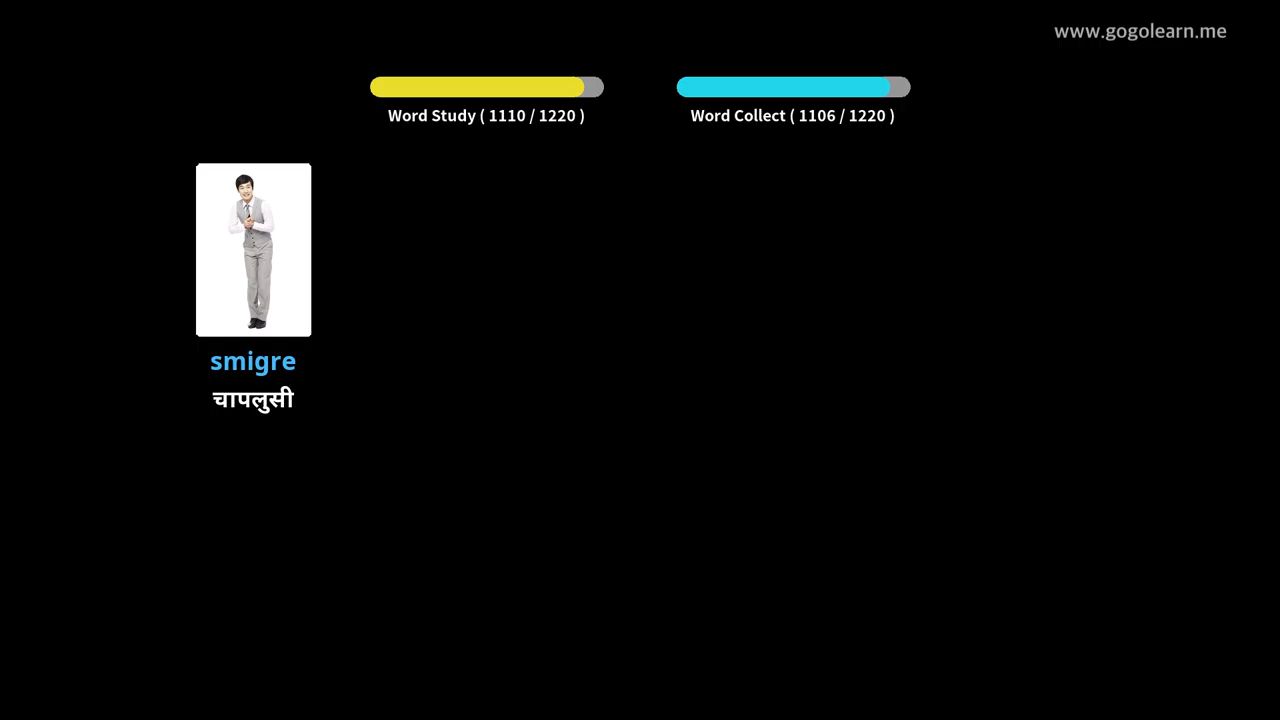 www.gogolearn.me
Word Study ( 1110 / 1220 )
Word Collect ( 1106 / 1220 )
smigre
चापलुसी